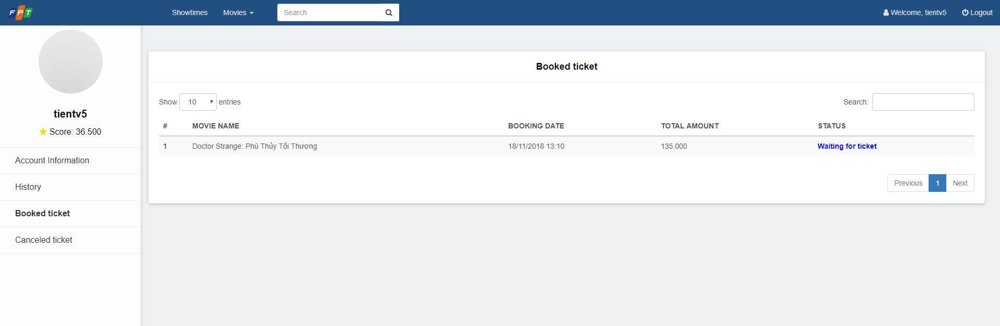 FPT Showtimes Movies Search Welcome, tientv5 Logout
tientv5
Score: 36.500
Account Information
History
Booked ticket
Canceled ticket
Booked ticket
Show 10 entries Search:
# MOVIE NAME BOOKING DATE TOTAL AMOUNT STATUS
1 Doctor Strange: Phù Thủy Tối Thượng 18/11/2018 13:10 135.000 Waiting for ticket
Previous 1 Next